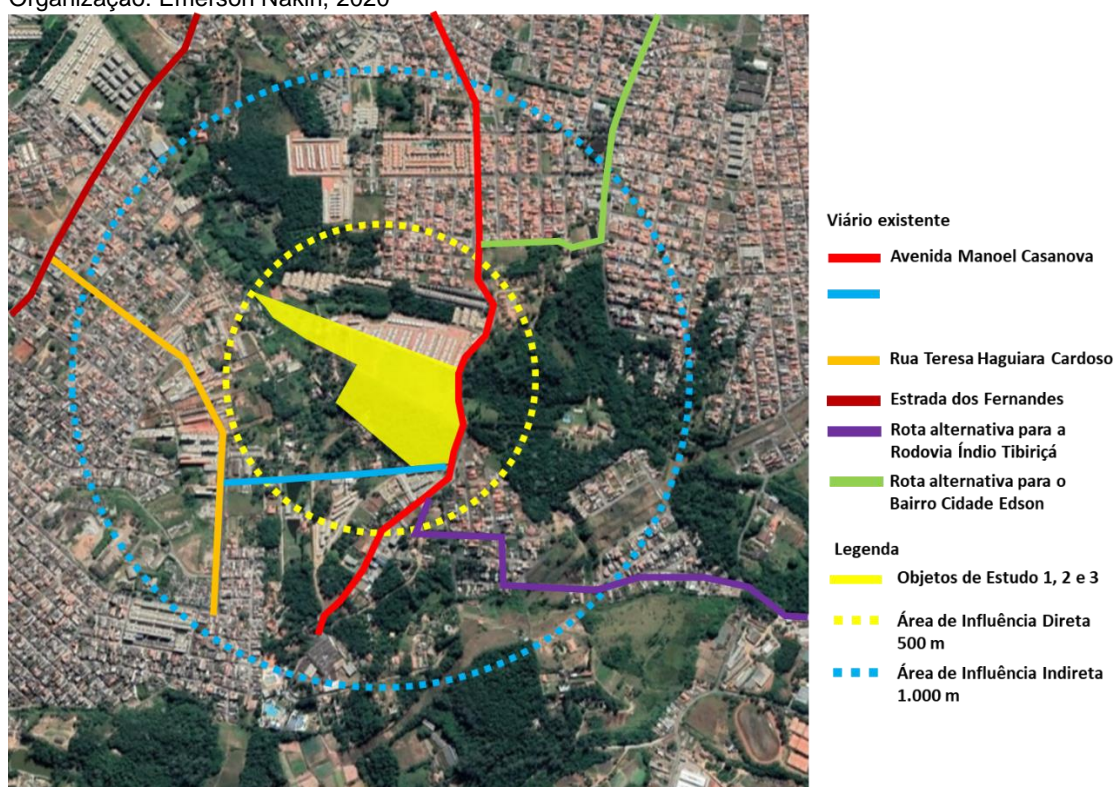 Organização: Emerson Nakiri, 2020
Viário existente
Avenida Manoel Casanova
Rua Teresa Haguiara Cardoso
Estrada dos Fernandes
Rota alternativa para a
Rodovia Índio Tibiriçá
Rota alternativa para o
Bairro Cidade Edson
Legenda
Objetos de Estudo 1, 2 e 3
Área de Influência Direta
500 m
Área de Influência Indireta
1.000 m